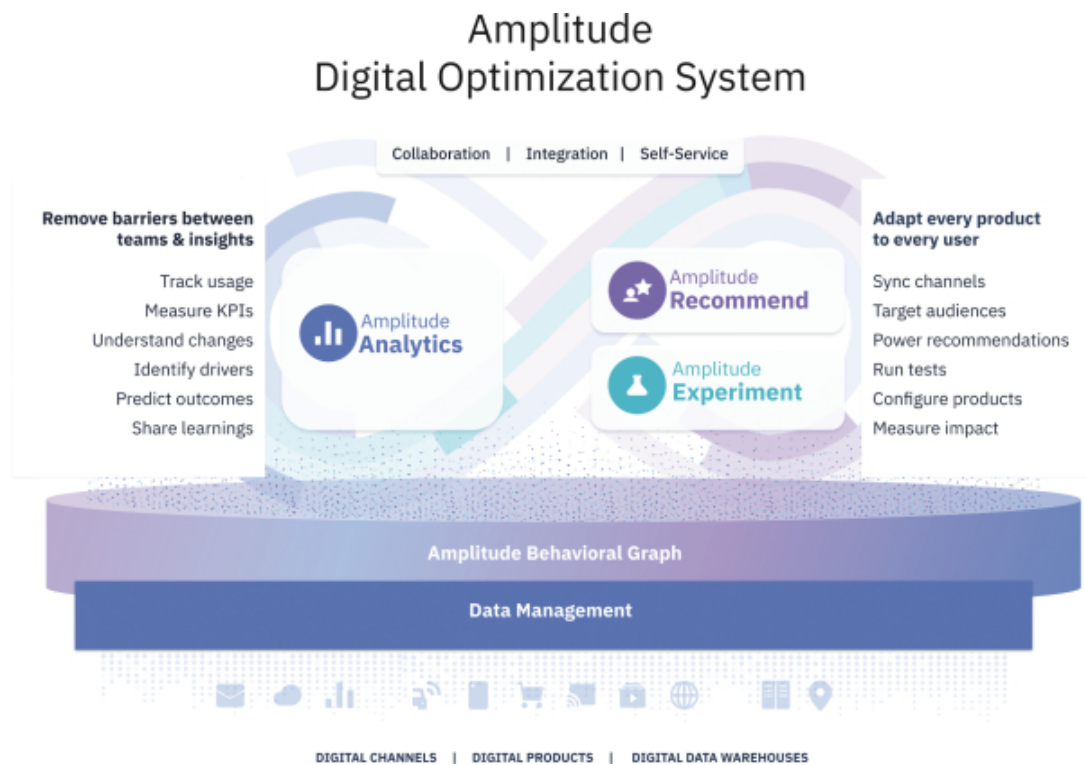 Amplitude
Digital Optimization System
Collaboration | Integration | Self-Service
Remove barriers between
teams & insights
Track usage
Measure KPIs
Understand changes
Identify drivers
Predict outcomes
Share learnings
Amplitude
Analytics
Amplitude
Recommend
Amplitude
Experiment
Adapt every product
to every user
Sync channels
Target audiences
Power recommendations
Run tests
Configure products
Measure impact
Amplitude Behavioral Graph
Data Management
DIGITAL CHANNELS | DIGITAL PRODUCTS | DIGITAL DATA WAREHOUSES